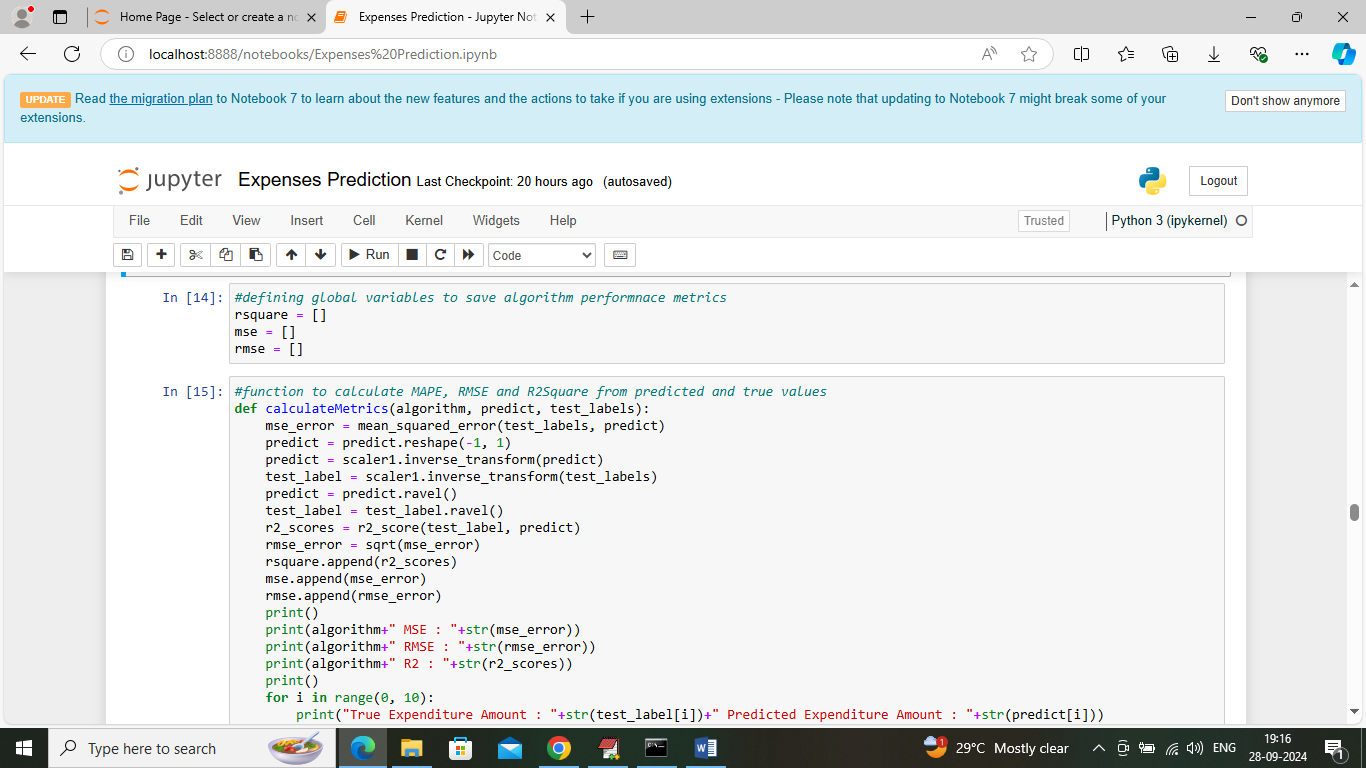 Home Page - Select or create a no
Expenses Prediction - Jupyter Not
localhost:8888/notebooks/Expenses%20Prediction.ipynb
UPDATE Read the migration plan to Notebook 7 to learn about the new features and the actions to take if you are using extensions - Please note that updating to Notebook 7 might break some of your
extensions.
Don't show anymore
jupyter Expenses Prediction Last Checkpoint: 20 hours ago (autosaved)
Logout
File Edit View Insert Cell Kernel Widgets Help
Trusted
Python 3 (ipykernel)
Run
Code
In [14]: #defining global variables to save algorithm performnace metrics
rsquare = []
mse = []
rmse = []
In [15]: #function to calculate MAPE, RMSE and R2Square from predicted and true values
def calculateMetrics(algorithm, predict, test_labels):
    mse_error = mean_squared_error(test_labels, predict)
    predict = predict.reshape(-1, 1)
    predict = scaler1.inverse_transform(predict)
    test_label = scaler1.inverse_transform(test_labels)
    predict = predict.ravel()
    test_label = test_label.ravel()
    r2_scores = r2_score(test_label, predict)
    rmse_error = sqrt(mse_error)
    rsquare.append(r2_scores)
    mse.append(mse_error)
    rmse.append(rmse_error)
    print()
    print(algorithm+" MSE : "+str(mse_error))
    print(algorithm+" RMSE : "+str(rmse_error))
    print(algorithm+" R2 : "+str(r2_scores))
    print()
    for i in range(0, 10):
        print("True Expenditure Amount : "+str(test_label[i])+" Predicted Expenditure Amount : "+str(predict[i]))
Type here to search
1
29°C Mostly clear
ENG
19:16
28-09-2024
1